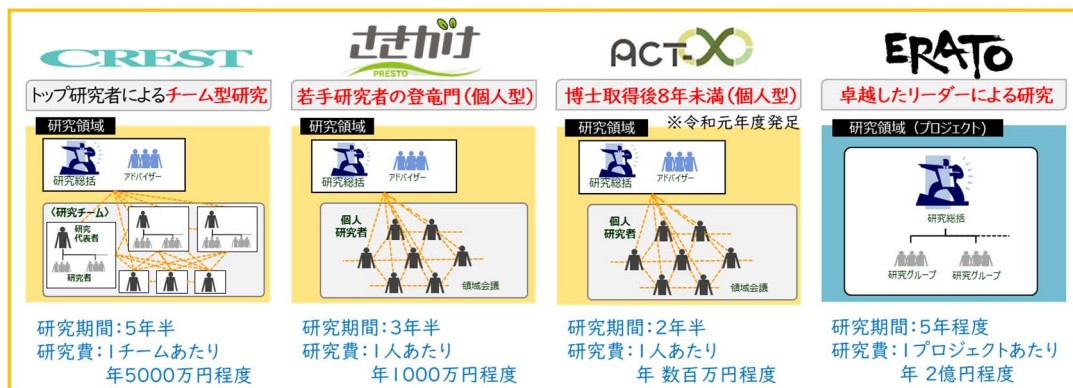 CREST
トップ研究者によるチーム型研究
研究領域
研究総括
アドバイザー
〈研究チーム〉
研究
代表者
研究者
研究期間：5年半
研究費：1チームあたり
年5000万円程度
さきがけ
PRESTO
若手研究者の登竜門（個人型）
研究領域
研究総括
アドバイザー
個人
研究者
領域会議
研究期間：3年半
研究費：1人あたり
年1000万円程度
ACT-X
博士取得後8年未満（個人型）
※令和元年度発足
研究領域
研究総括
アドバイザー
個人
研究者
領域会議
研究期間：2年半
研究費：1人あたり
年 数百万円程度
ERATO
卓越したリーダーによる研究
研究領域（プロジェクト）
研究総括
研究グループ 研究グループ
研究期間：5年程度
研究費：1プロジェクトあたり
年 2億円程度